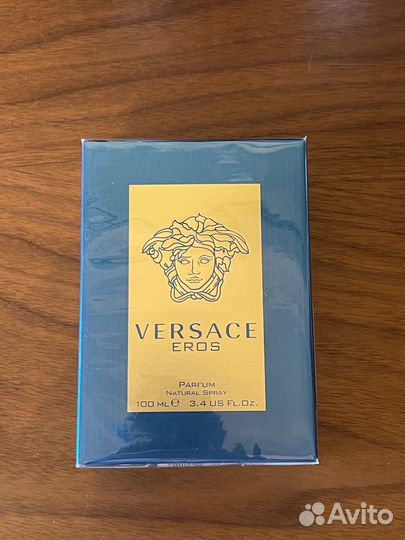 VERSACE
EROS
PARFUM
NATURAL SPRAY
100 ML ℮ 3.4 US FL.OZ.
Avito